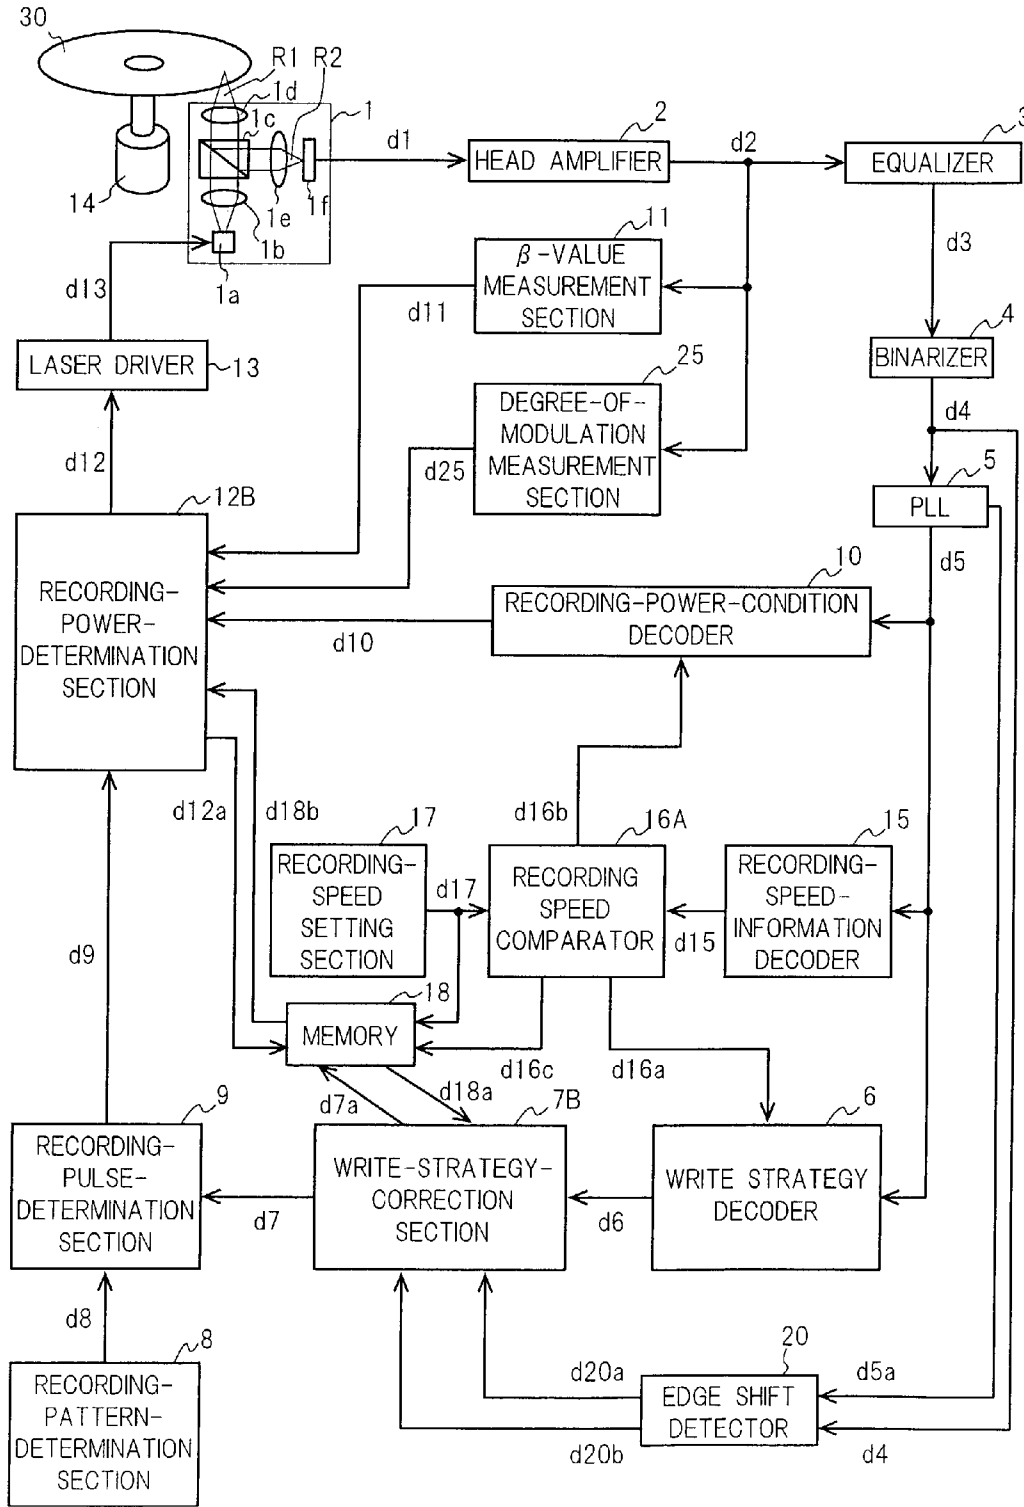 30
R1 R2
1d
1c
1
d1
2
HEAD AMPLIFIER
d2
3
EQUALIZER
14
1e
1f
1b
1a
d13
11
β-VALUE
MEASUREMENT
SECTION
d11
d3
4
BINARIZER
LASER DRIVER
13
25
DEGREE-OF-
MODULATION
MEASUREMENT
SECTION
d25
d4
5
PLL
d12
12B
RECORDING-
POWER-
DETERMINATION
SECTION
d5
10
RECORDING-POWER-CONDITION
DECODER
d10
d12a
d18b
17
RECORDING-
SPEED
SETTING
SECTION
d17
d16b
16A
RECORDING
SPEED
COMPARATOR
d15
15
RECORDING-
SPEED-
INFORMATION
DECODER
d9
18
MEMORY
d16c
d16a
d7a
d18a
9
RECORDING-
PULSE-
DETERMINATION
SECTION
d7
7B
WRITE-STRATEGY-
CORRECTION
SECTION
d6
6
WRITE STRATEGY
DECODER
d8
8
RECORDING-
PATTERN-
DETERMINATION
SECTION
d20a
d20b
20
EDGE SHIFT
DETECTOR
d5a
d4